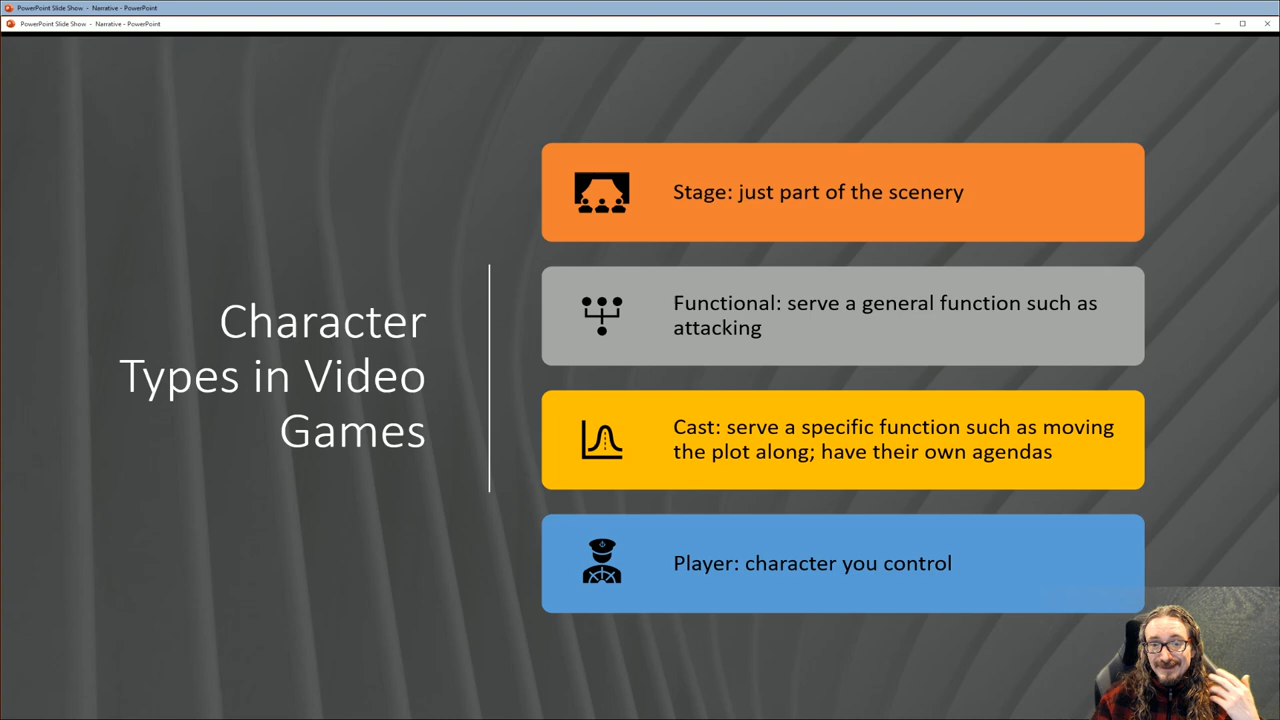 PowerPoint Slide Show - Narrative - PowerPoint
PowerPoint Slide Show - Narrative - PowerPoint
Character
Types in Video
Games
Stage: just part of the scenery
Functional: serve a general function such as
attacking
Cast: serve a specific function such as moving
the plot along; have their own agendas
Player: character you control